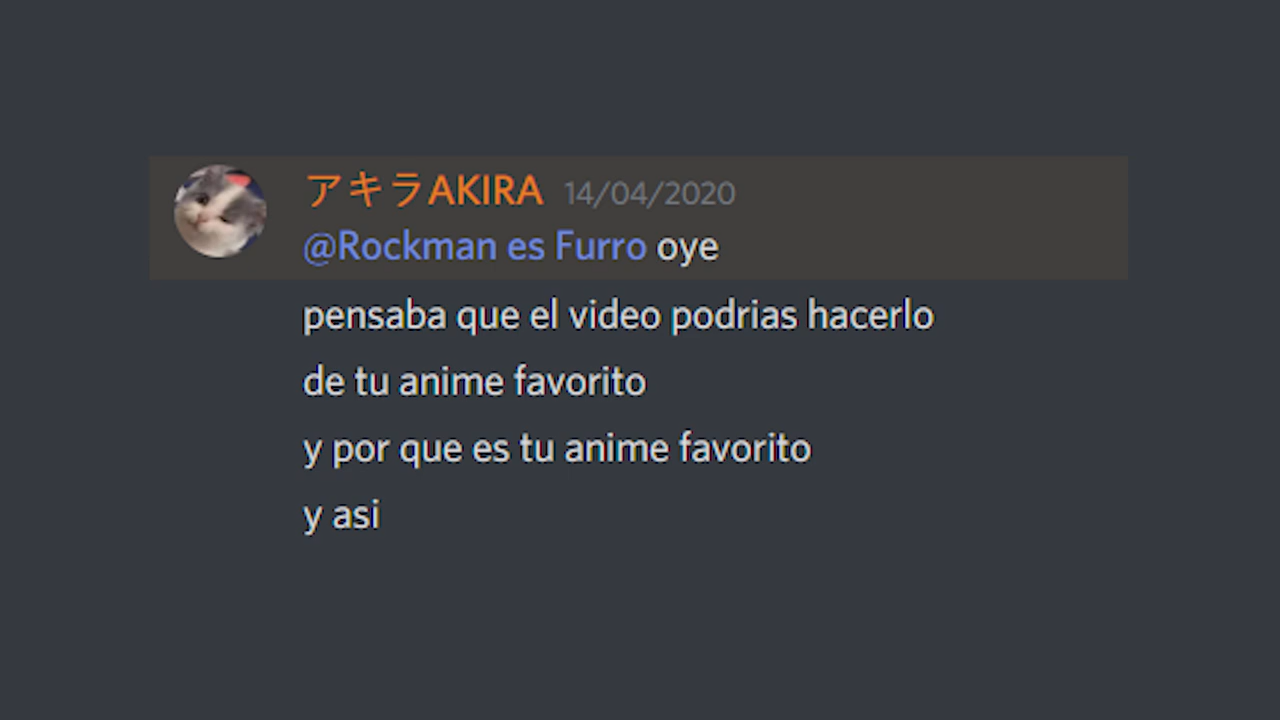 アキラAKIRA 14/04/2020
@Rockman es Furro oye
pensaba que el video podrias hacerlo
de tu anime favorito
y por que es tu anime favorito
y asi